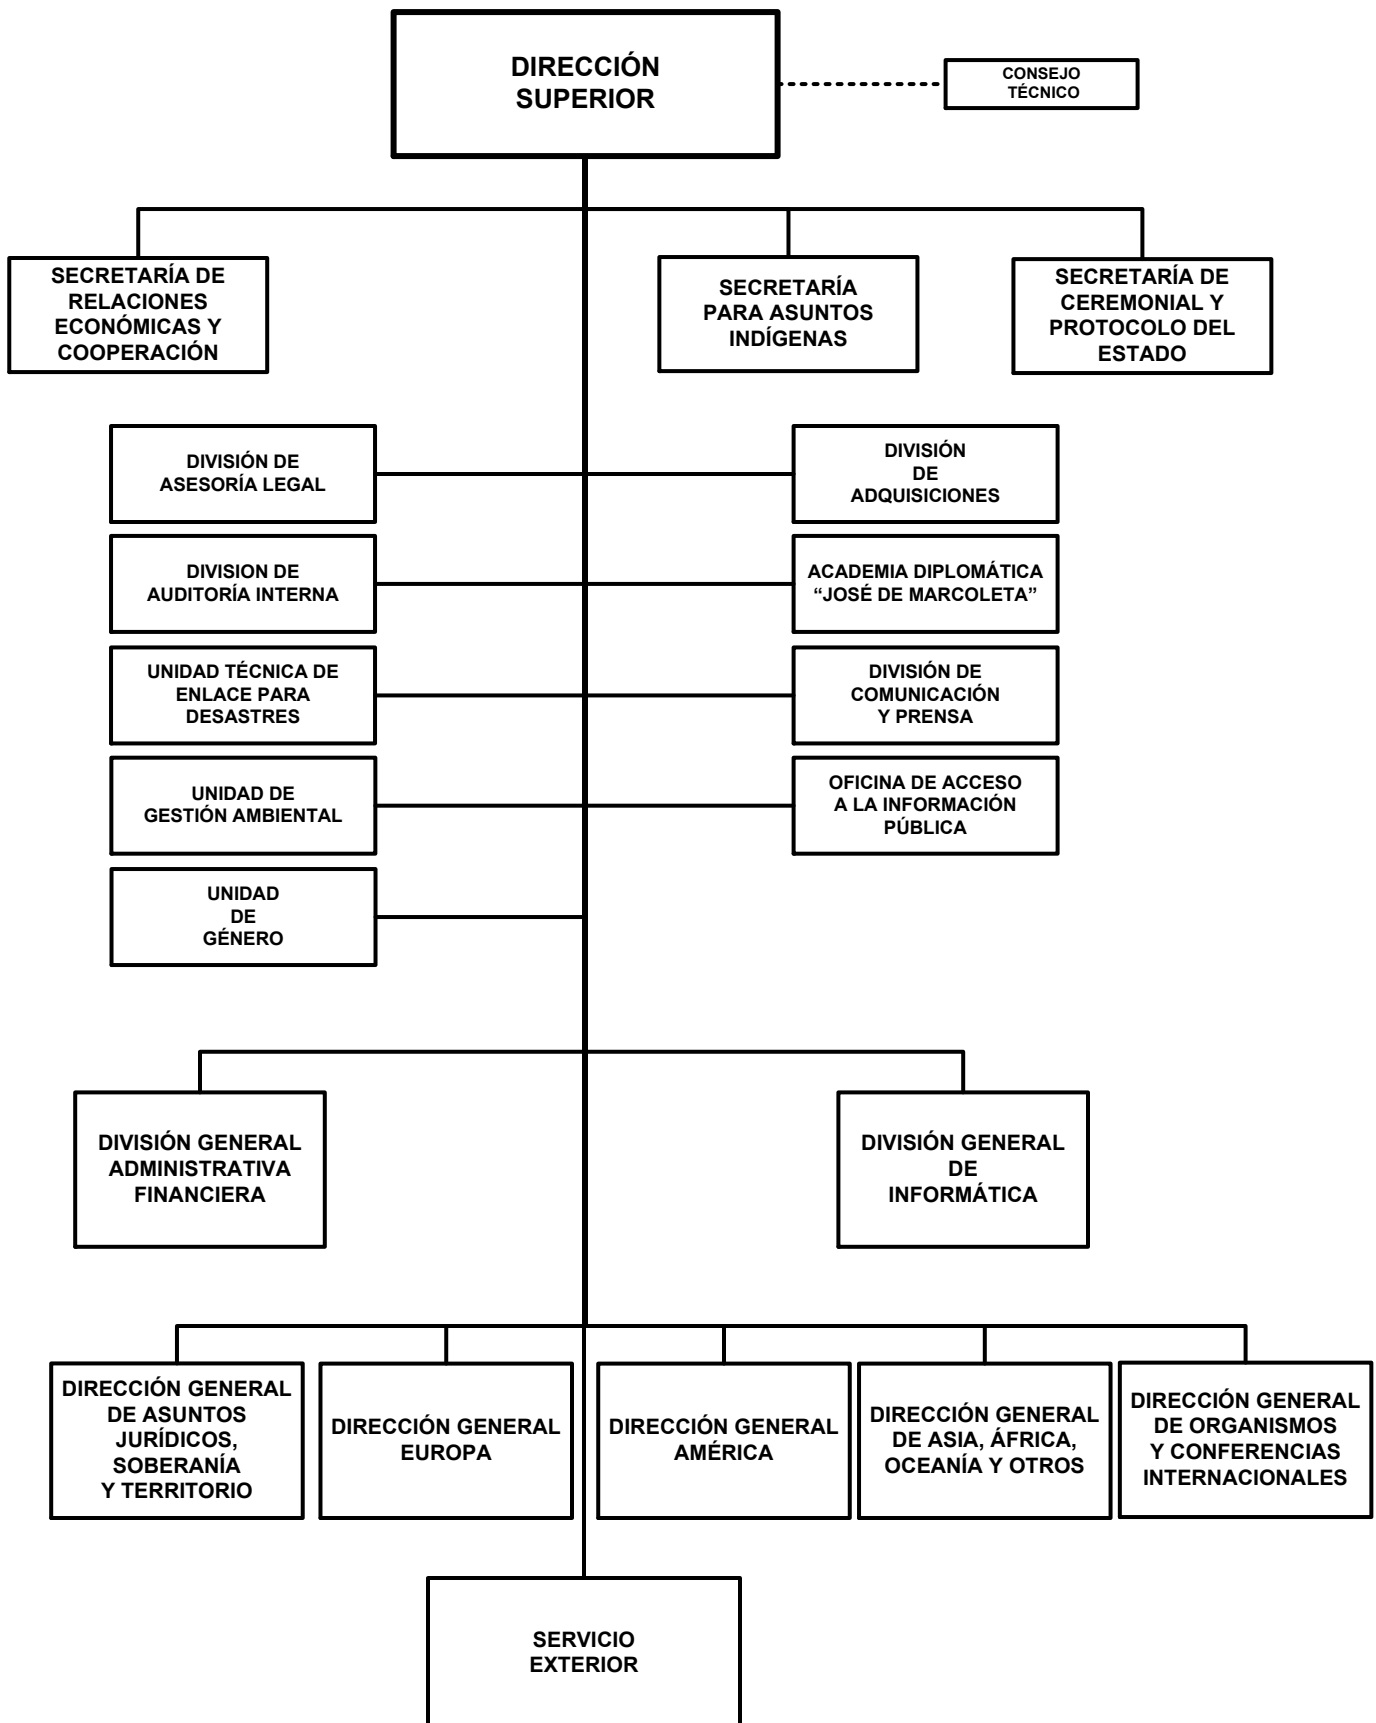 DIRECCIÓN
SUPERIOR
CONSEJO
TÉCNICO
SECRETARÍA DE
RELACIONES
ECONÓMICAS Y
COOPERACIÓN
SECRETARÍA
PARA ASUNTOS
INDÍGENAS
SECRETARÍA DE
CEREMONIAL Y
PROTOCOLO DEL
ESTADO
DIVISIÓN DE
ASESORÍA LEGAL
DIVISIÓN
DE
ADQUISICIONES
DIVISION DE
AUDITORÍA INTERNA
ACADEMIA DIPLOMÁTICA
“JOSÉ DE MARCOLETA”
UNIDAD TÉCNICA DE
ENLACE PARA
DESASTRES
DIVISIÓN DE
COMUNICACIÓN
Y PRENSA
UNIDAD DE
GESTIÓN AMBIENTAL
OFICINA DE ACCESO
A LA INFORMACIÓN
PÚBLICA
UNIDAD
DE
GÉNERO
DIVISIÓN GENERAL
ADMINISTRATIVA
FINANCIERA
DIVISIÓN GENERAL
DE
INFORMÁTICA
DIRECCIÓN GENERAL
DE ASUNTOS
JURÍDICOS,
SOBERANÍA
Y TERRITORIO
DIRECCIÓN GENERAL
EUROPA
DIRECCIÓN GENERAL
AMÉRICA
DIRECCIÓN GENERAL
DE ASIA, ÁFRICA,
OCEANÍA Y OTROS
DIRECCIÓN GENERAL
DE ORGANISMOS
Y CONFERENCIAS
INTERNACIONALES
SERVICIO
EXTERIOR